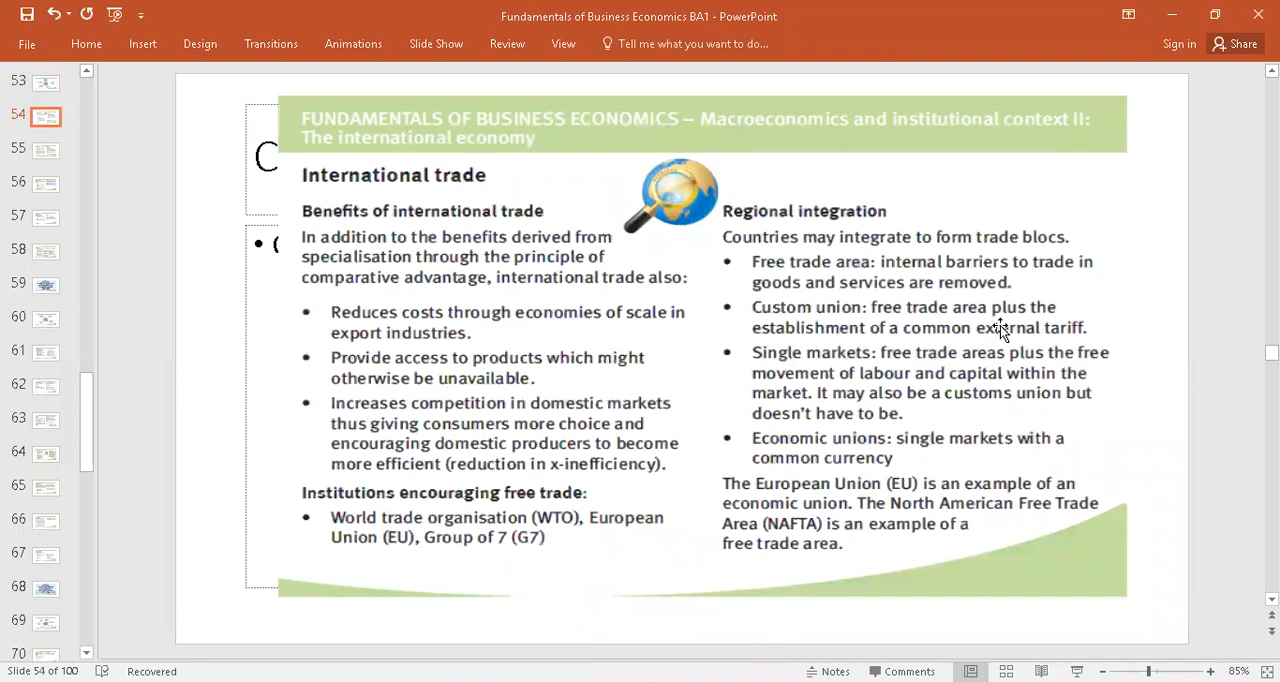 Fundamentals of Business Economics BA1 - PowerPoint
File Home Insert Design Transitions Animations Slide Show Review View Tell me what you want to do... Sign in Share
53
54
55
56
57
58
59
60
61
62
63
64
65
66
67
68
69
70
FUNDAMENTALS OF BUSINESS ECONOMICS – Macroeconomics and institutional context II:
The international economy
International trade
Benefits of international trade
In addition to the benefits derived from
specialisation through the principle of
comparative advantage, international trade also:
• Reduces costs through economies of scale in
export industries.
• Provide access to products which might
otherwise be unavailable.
• Increases competition in domestic markets
thus giving consumers more choice and
encouraging domestic producers to become
more efficient (reduction in x-inefficiency).
Institutions encouraging free trade:
• World trade organisation (WTO), European
Union (EU), Group of 7 (G7)
Regional integration
Countries may integrate to form trade blocs.
• Free trade area: internal barriers to trade in
goods and services are removed.
• Custom union: free trade area plus the
establishment of a common external tariff.
• Single markets: free trade areas plus the free
movement of labour and capital within the
market. It may also be a customs union but
doesn't have to be.
• Economic unions: single markets with a
common currency
The European Union (EU) is an example of an
economic union. The North American Free Trade
Area (NAFTA) is an example of a
free trade area.
Slide 54 of 100 Recovered Notes Comments 85%